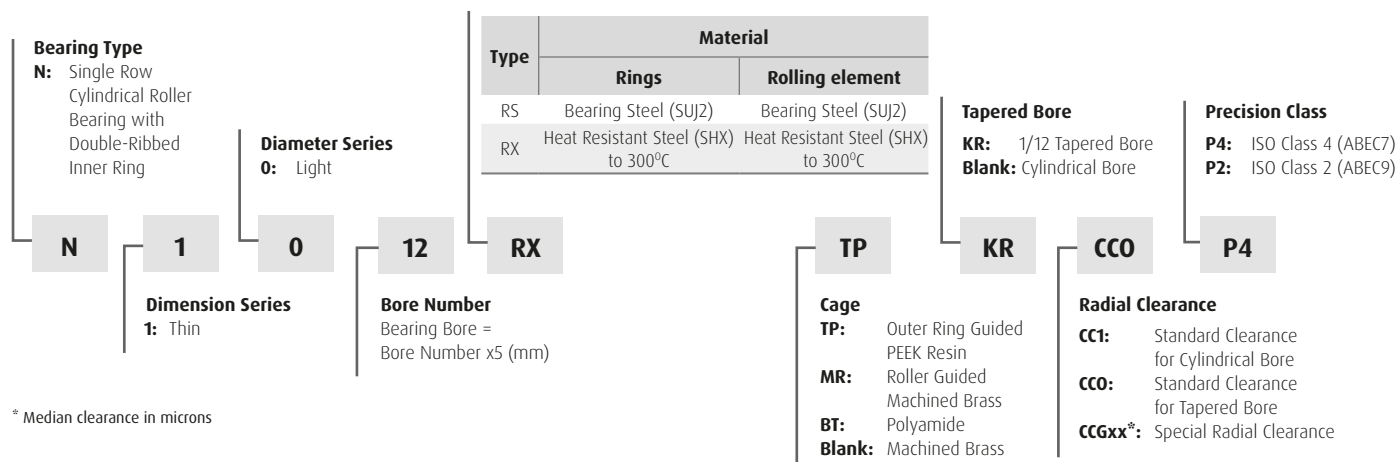 Bearing Type
N: Single Row
Cylindrical Roller
Bearing with
Double-Ribbed
Inner Ring
Diameter Series
0: Light
Type Material
Rings Rolling element
RS Bearing Steel (SUJ2) Bearing Steel (SUJ2)
RX Heat Resistant Steel (SHX) to 300⁰C Heat Resistant Steel (SHX) to 300⁰C
Tapered Bore
KR: 1/12 Tapered Bore
Blank: Cylindrical Bore
Precision Class
P4: ISO Class 4 (ABEC7)
P2: ISO Class 2 (ABEC9)
N 1 0 12 RX TP KR CC0 P4
Dimension Series
1: Thin
Bore Number
Bearing Bore =
Bore Number x5 (mm)
Cage
TP: Outer Ring Guided
PEEK Resin
MR: Roller Guided
Machined Brass
BT: Polyamide
Blank: Machined Brass
Radial Clearance
CC1: Standard Clearance
for Cylindrical Bore
CC0: Standard Clearance
for Tapered Bore
CCGxx*: Special Radial Clearance
* Median clearance in microns